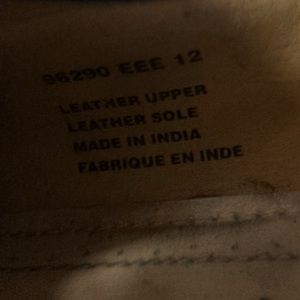 96290 EEE 12
LEATHER UPPER
LEATHER SOLE
MADE IN INDIA
FABRIQUE EN INDE